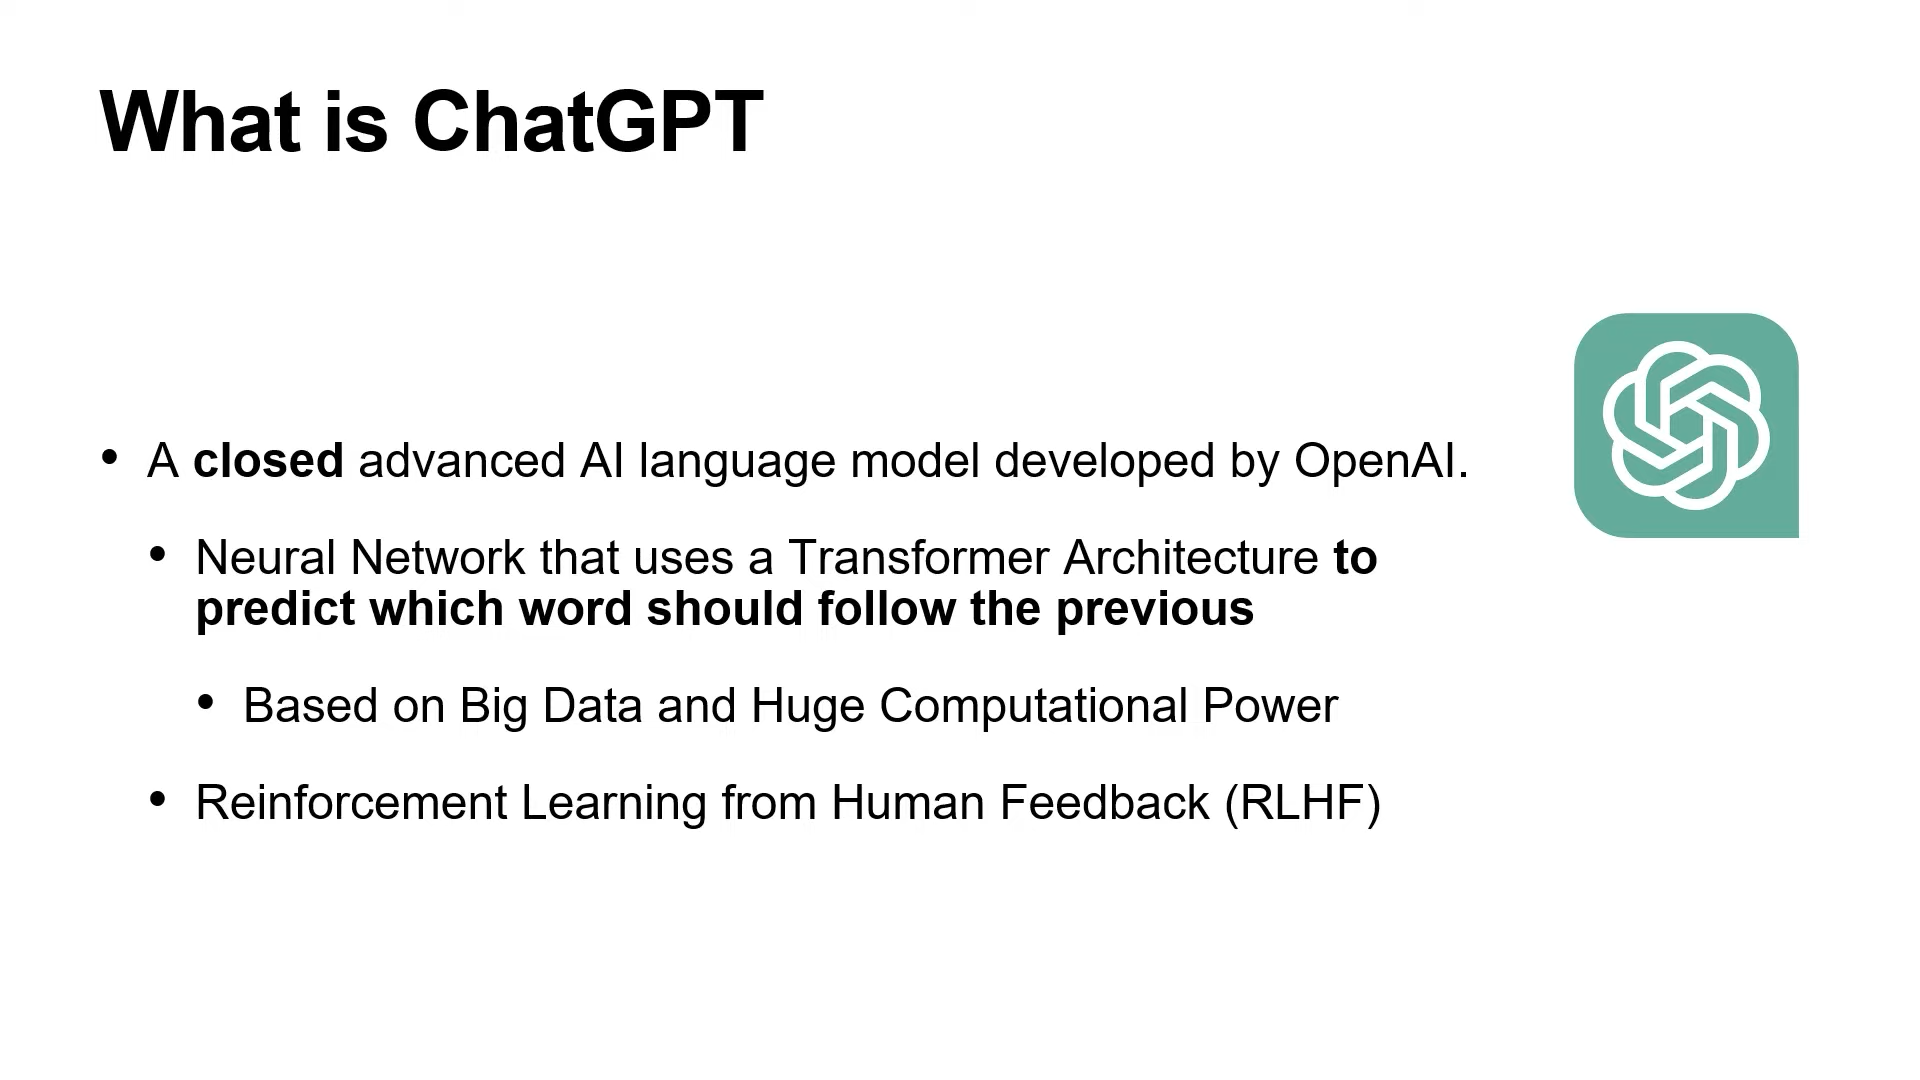 What is ChatGPT
• A closed advanced AI language model developed by OpenAI.
• Neural Network that uses a Transformer Architecture to
predict which word should follow the previous
• Based on Big Data and Huge Computational Power
• Reinforcement Learning from Human Feedback (RLHF)